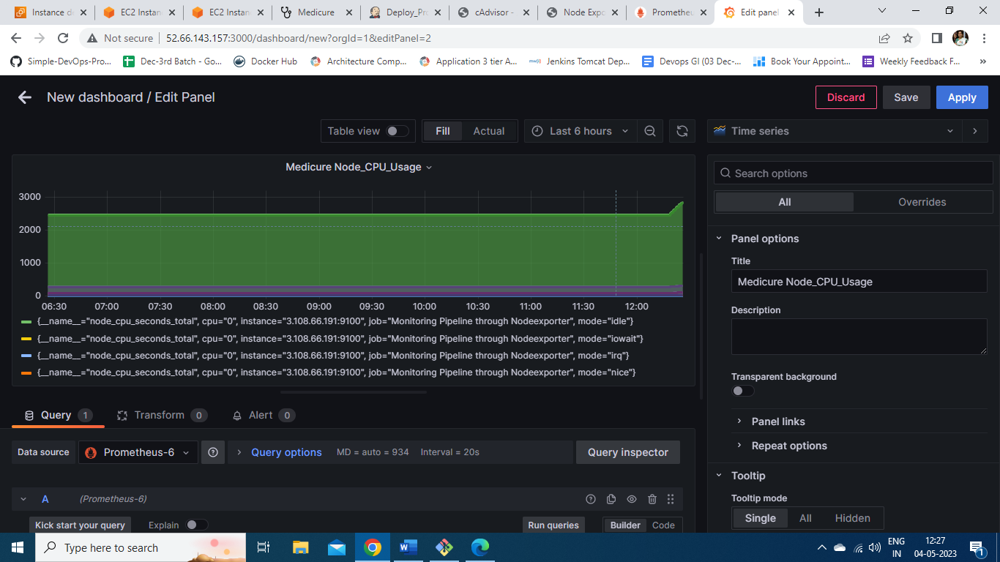 Instance de
EC2 Instan
EC2 Instan
Medicure
Deploy_Pro
cAdvisor -
Node Expo
Prometheu
Edit panel
Not secure
52.66.143.157:3000/dashboard/new?orgId=1&editPanel=2
Simple-DevOps-Pro...
Dec-3rd Batch - Go...
Docker Hub
Architecture Comp...
Application 3 tier A...
Jenkins Tomcat Dep...
Devops GI (03 Dec-...
Book Your Appoint...
Weekly Feedback F...
New dashboard / Edit Panel
Discard
Save
Apply
Table view
Fill
Actual
Last 6 hours
Time series
Medicure Node_CPU_Usage
3000
2000
1000
0
06:30 07:00 07:30 08:00 08:30 09:00 09:30 10:00 10:30 11:00 11:30 12:00
{__name__="node_cpu_seconds_total", cpu="0", instance="3.108.66.191:9100", job="Monitoring Pipeline through Nodeexporter", mode="idle"}
{__name__="node_cpu_seconds_total", cpu="0", instance="3.108.66.191:9100", job="Monitoring Pipeline through Nodeexporter", mode="iowait"}
{__name__="node_cpu_seconds_total", cpu="0", instance="3.108.66.191:9100", job="Monitoring Pipeline through Nodeexporter", mode="irq"}
{__name__="node_cpu_seconds_total", cpu="0", instance="3.108.66.191:9100", job="Monitoring Pipeline through Nodeexporter", mode="nice"}
Search options
All
Overrides
Panel options
Title
Medicure Node_CPU_Usage
Description
Transparent background
Panel links
Repeat options
Tooltip
Tooltip mode
Single
All
Hidden
Query 1
Transform 0
Alert 0
Data source
Prometheus-6
Query options
MD = auto = 934
Interval = 20s
Query inspector
A
(Prometheus-6)
Kick start your query
Explain
Run queries
Builder
Code
Type here to search
ENG
IN
12:27
04-05-2023
1